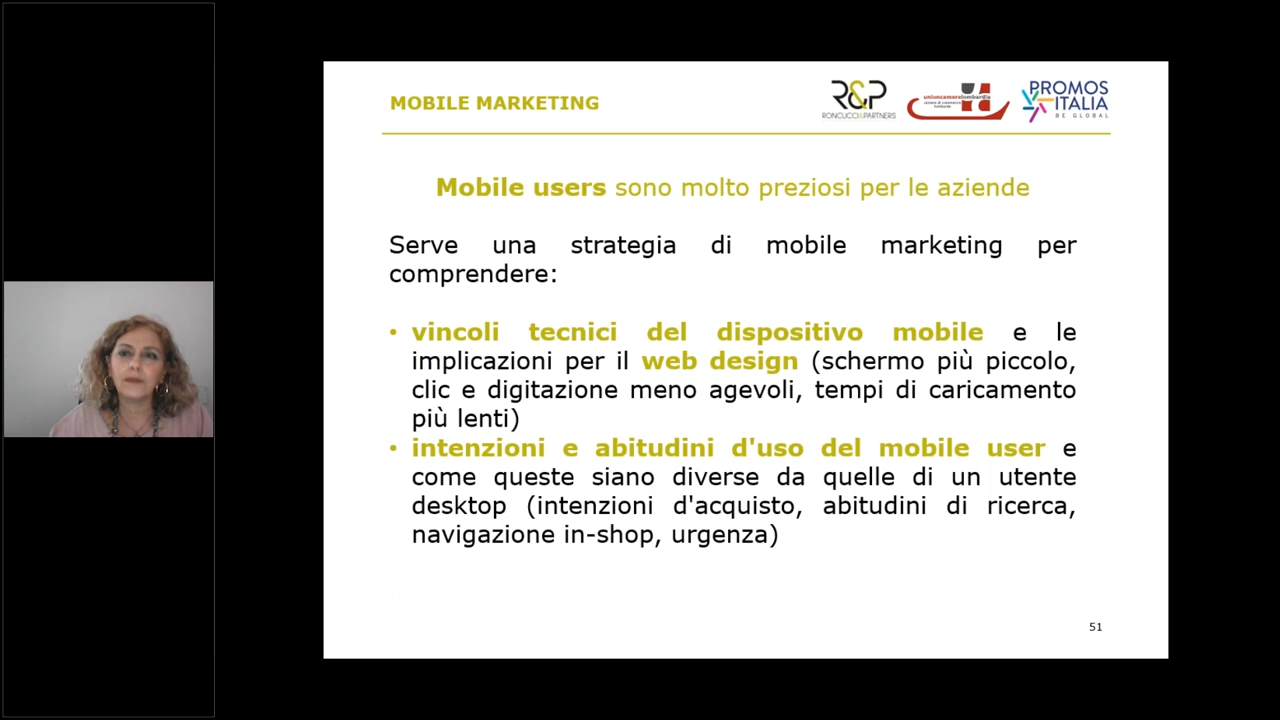 MOBILE MARKETING
R&P
RONCUCCI&PARTNERS
unioncamerelombardia
PROMOS
ITALIA
BE GLOBAL
Mobile users sono molto preziosi per le aziende
Serve una strategia di mobile marketing per
comprendere:
• vincoli tecnici del dispositivo mobile e le
implicazioni per il web design (schermo più piccolo,
clic e digitazione meno agevoli, tempi di caricamento
più lenti)
• intenzioni e abitudini d'uso del mobile user e
come queste siano diverse da quelle di un utente
desktop (intenzioni d'acquisto, abitudini di ricerca,
navigazione in-shop, urgenza)
51